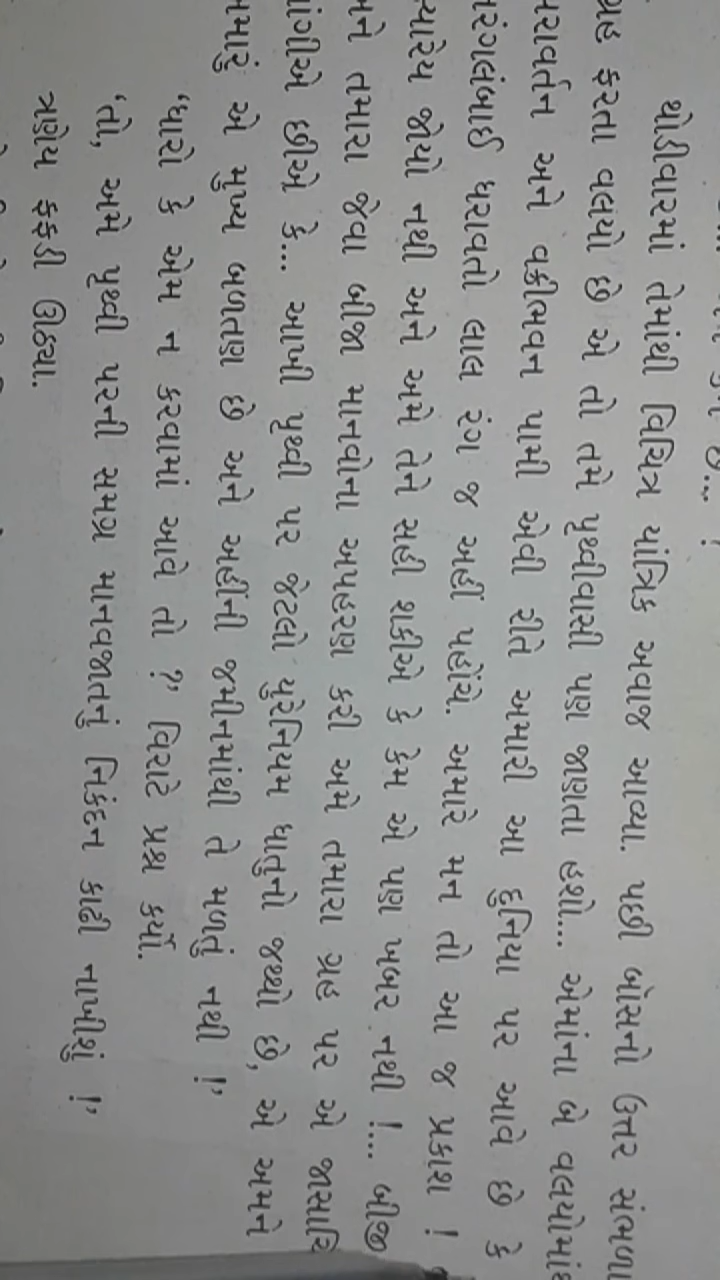 થોડીવારમાં તેમાંથી વિચિત્ર યાંત્રિક અવાજ આવ્યા. પછી બોસનો ઉત્તર સંભળા
ગ્રહ ફરતા વલયો છે એ તો તમે પૃથ્વીવાસી પણ જાણતા હશો... એમાંના બે વલયોમાં
પરાવર્તન અને વક્રીભવન પામી એવી રીતે અમારી આ દુનિયા પર આવે છે કે
તરંગલંબાઈ ધરાવતો લાલ રંગ જ અહીં પહોંચે. અમારે મન તો આ જ પ્રકાશ !
ક્યારેય જોયો નથી અને અમે તેને સહી શકીએ કે કેમ એ પણ ખબર નથી !... બીજી
અને તમારા જેવા બીજા માનવોના અપહરણ કરી અમે તમારા ગ્રહ પર એ જાસાચિ
માંગીએ છીએ કે... આખી પૃથ્વી પર જેટલો યુરેનિયમ ધાતુનો જથ્થો છે, એ અમને
અમારું એ મુખ્ય બળતણ છે અને અહીંની જમીનમાંથી તે મળતું નથી !'
'ધારો કે એમ ન કરવામાં આવે તો ?' વિરાટે પ્રશ્ન કર્યો.
'તો, અમે પૃથ્વી પરની સમગ્ર માનવજાતનું નિકંદન કાઢી નાખીશું !'
ત્રણેય ફફડી ઊઠ્યા.